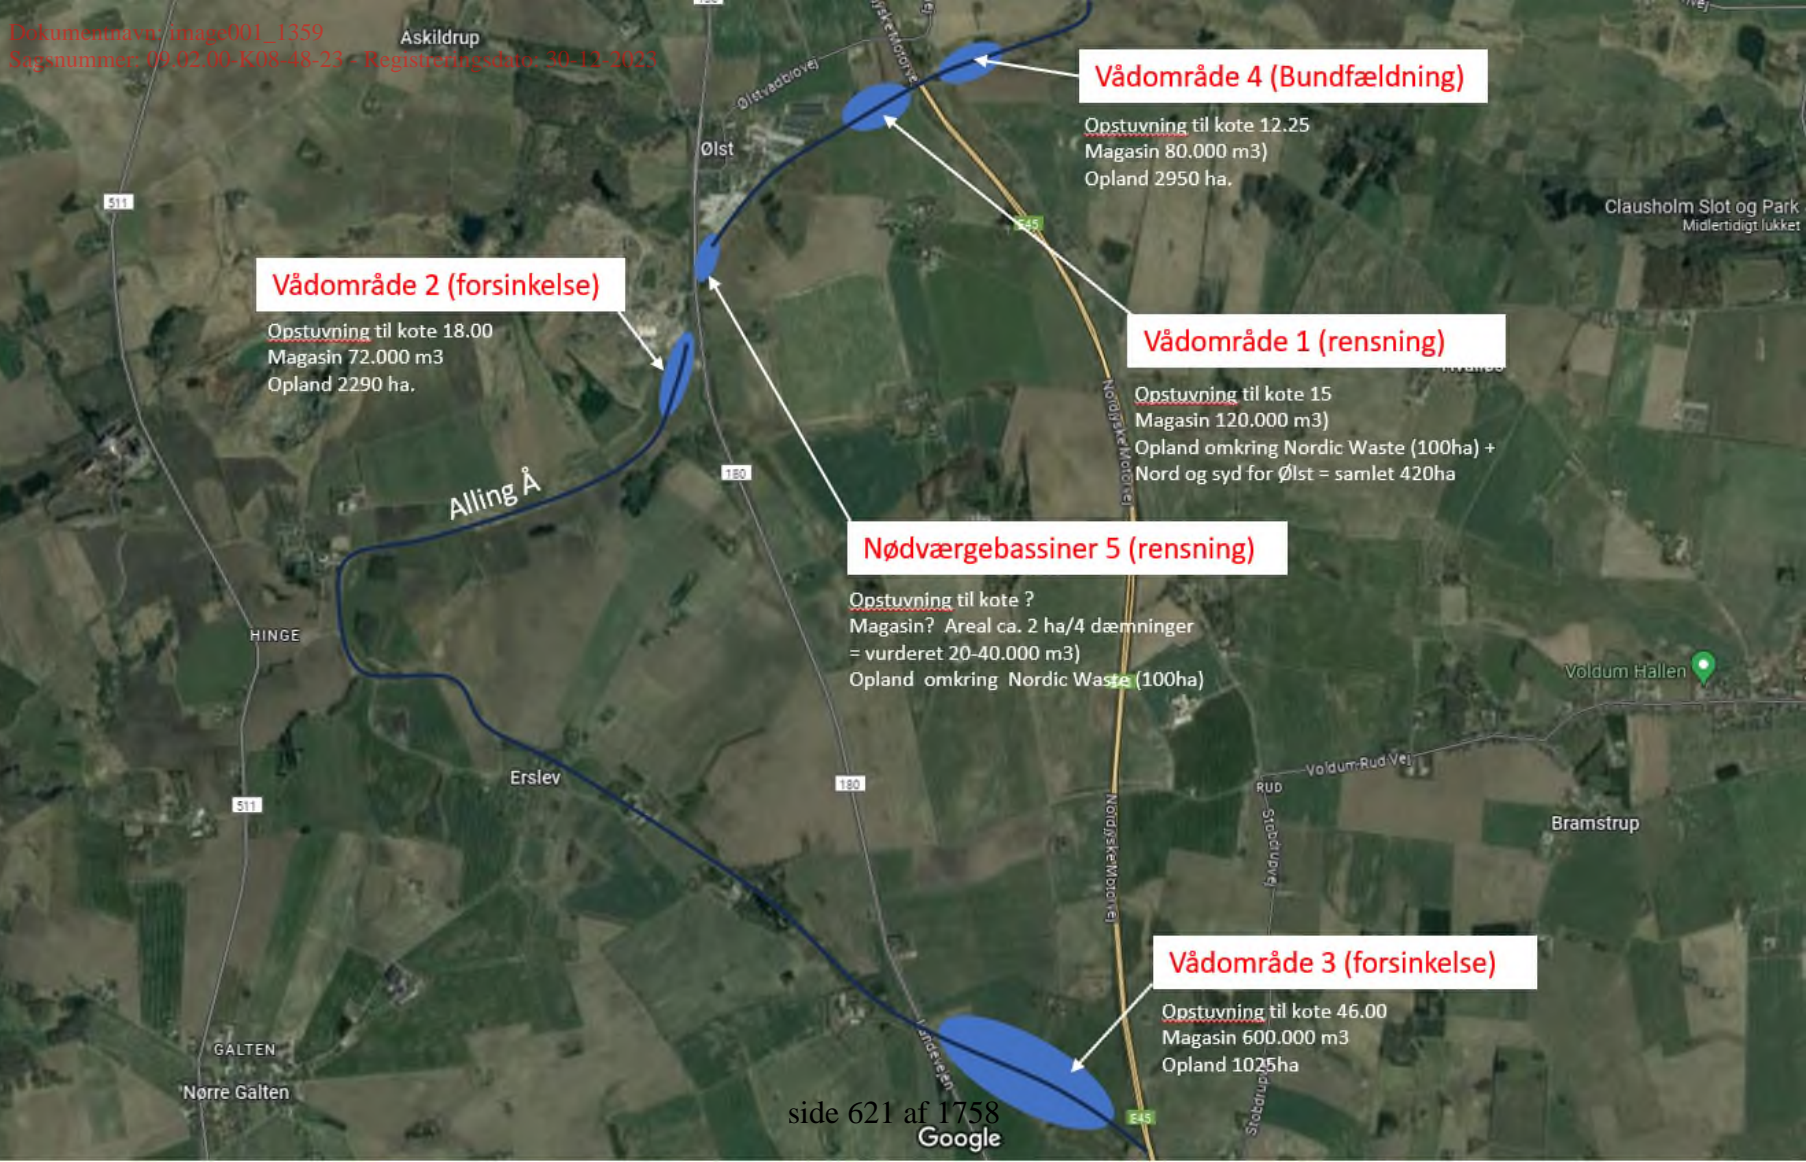 Dokumentnavn: image001_1359
Sagsnummer: 09.02.00-K08-48-23 - Registreringsdato: 30-12-2023
Askildrup
Ølstvadbrovej
Vådområde 4 (Bundfældning)
Opstuvning til kote 12.25
Magasin 80.000 m3)
Opland 2950 ha.
Ølst
511
E45
Clausholm Slot og Park
Midlertidigt lukket
Vådområde 2 (forsinkelse)
Opstuvning til kote 18.00
Magasin 72.000 m3
Opland 2290 ha.
Vådområde 1 (rensning)
Opstuvning til kote 15
Magasin 120.000 m3)
Opland omkring Nordic Waste (100ha) +
Nord og syd for Ølst = samlet 420ha
Nordjyske Motorvej
180
Alling Å
Nødværgebassiner 5 (rensning)
Opstuvning til kote ?
Magasin? Areal ca. 2 ha/4 dæmninger
= vurderet 20-40.000 m3)
Opland omkring Nordic Waste (100ha)
HINGE
Voldum Hallen
Erslev
180
Voldum-Rud Vej
RUD
511
Bramstrup
Stobdrupvej
Nordjyske Motorvej
Vådområde 3 (forsinkelse)
Opstuvning til kote 46.00
Magasin 600.000 m3
Opland 1025ha
GALTEN
Nørre Galten
Landevejen
side 621 af 1758
E45
Google